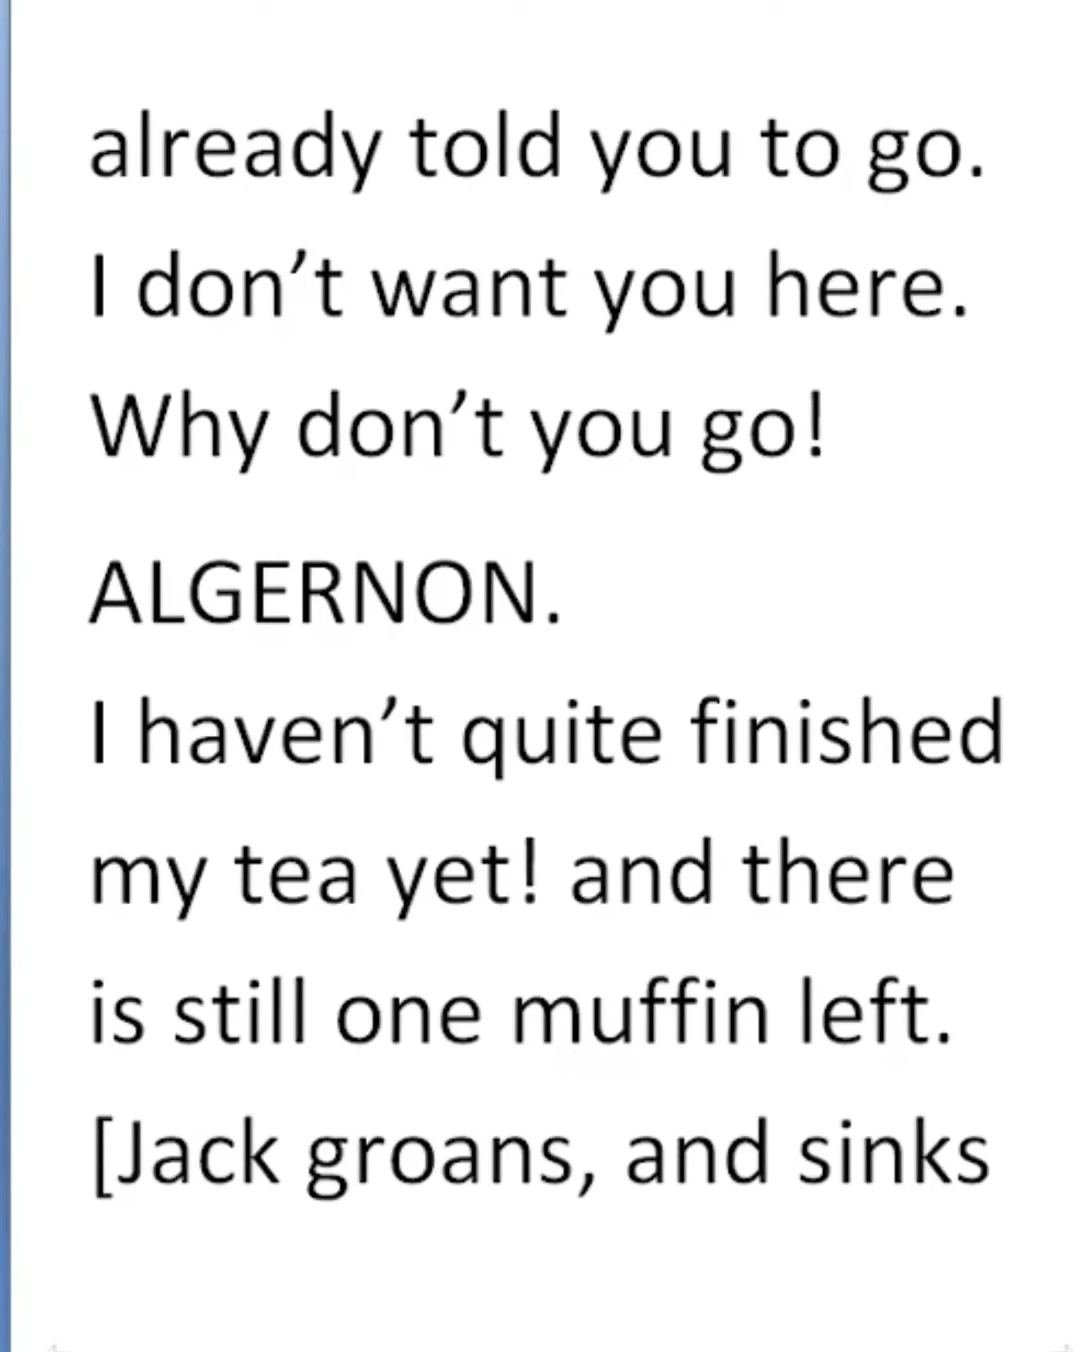 already told you to go.
I don’t want you here.
Why don’t you go!
ALGERNON.
I haven’t quite finished
my tea yet! and there
is still one muffin left.
[Jack groans, and sinks